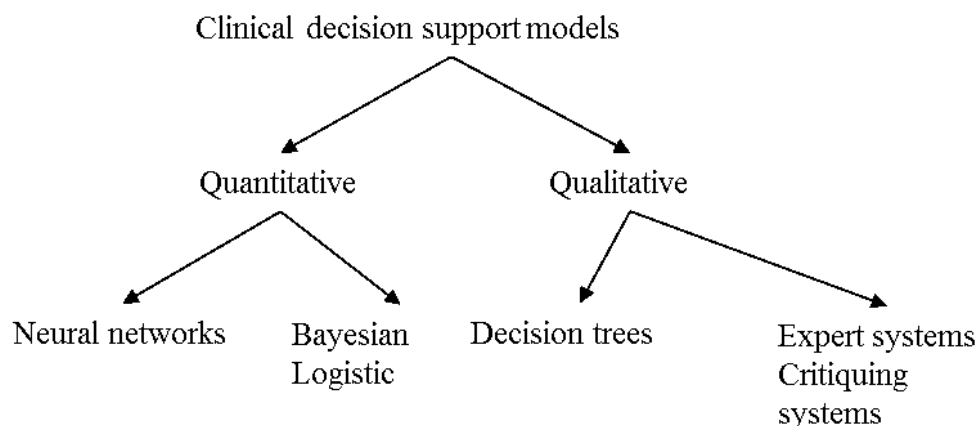 Clinical decision support models
Quantitative
Qualitative
Neural networks
Bayesian
Logistic
Decision trees
Expert systems
Critiquing
systems